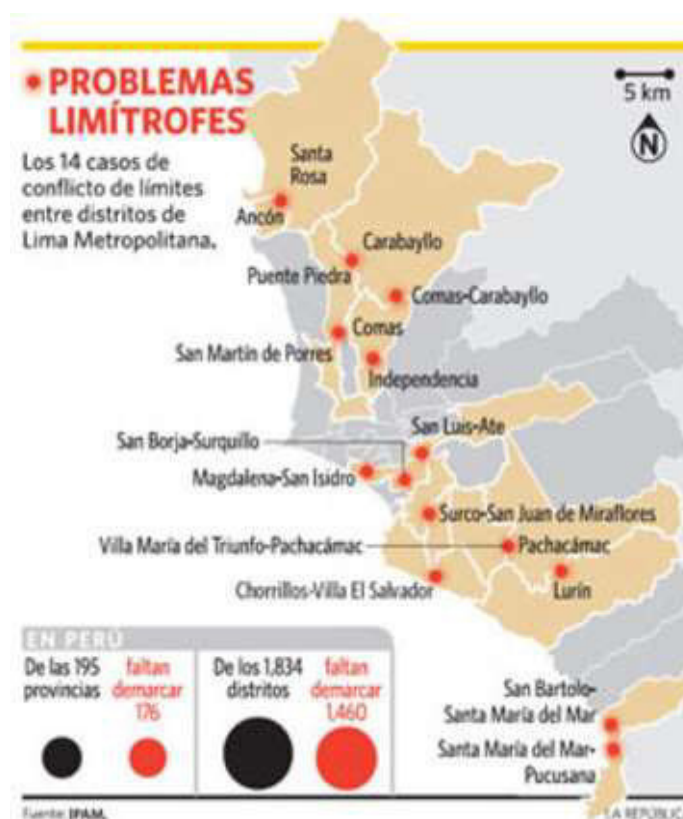 PROBLEMAS
LIMÍTROFES
Los 14 casos de
conflicto de límites
entre distritos de
Lima Metropolitana.
5 km
N
Santa
Rosa
Ancón
Carabayllo
Puente Piedra
Comas-Carabayllo
Comas
San Martín de Porres
Independencia
San Luis-Ate
San Borja-Surquillo
Magdalena-San Isidro
Surco-San Juan de Miraflores
Villa María del Triunfo-Pachacámac
Pachacámac
Chorrillos-Villa El Salvador
Lurín
EN PERÚ
De las 195
provincias
faltan
demarcar
176
De los 1,834
distritos
faltan
demarcar
1,460
San Bartolo-
Santa María del Mar
Santa María del Mar-
Pucusana
Fuente: IPAM.
LA REPÚBLIC